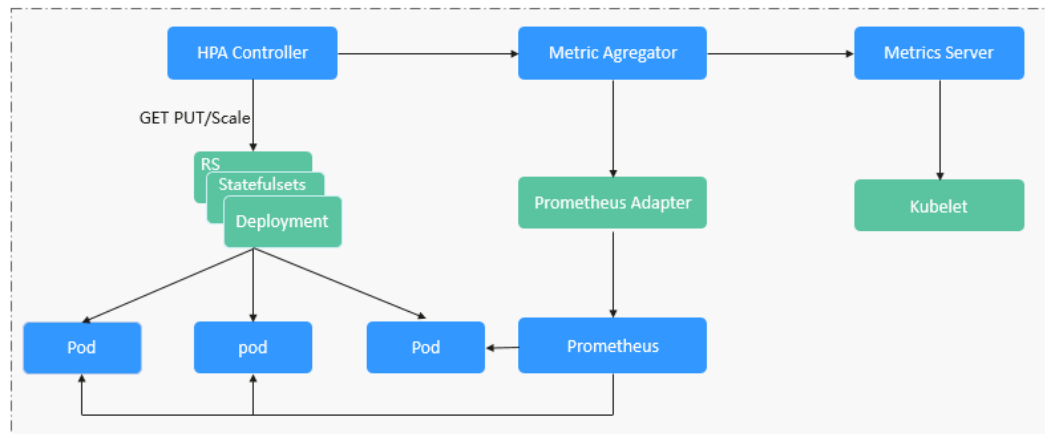 HPA Controller
Metric Agregator
Metrics Server
GET PUT/Scale
RS
Statefulsets
Deployment
Prometheus Adapter
Kubelet
Pod
pod
Pod
Prometheus